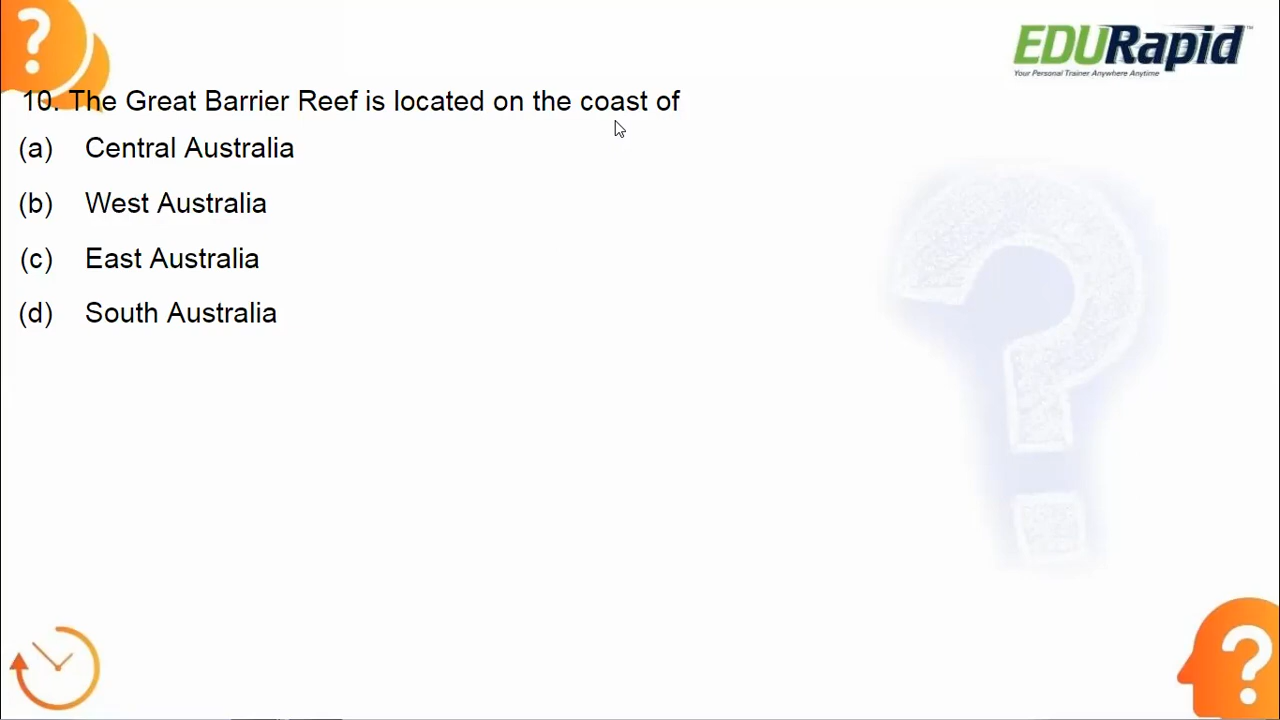 EDURapid™
Your Personal Trainer Anywhere Anytime
10. The Great Barrier Reef is located on the coast of
(a) Central Australia
(b) West Australia
(c) East Australia
(d) South Australia